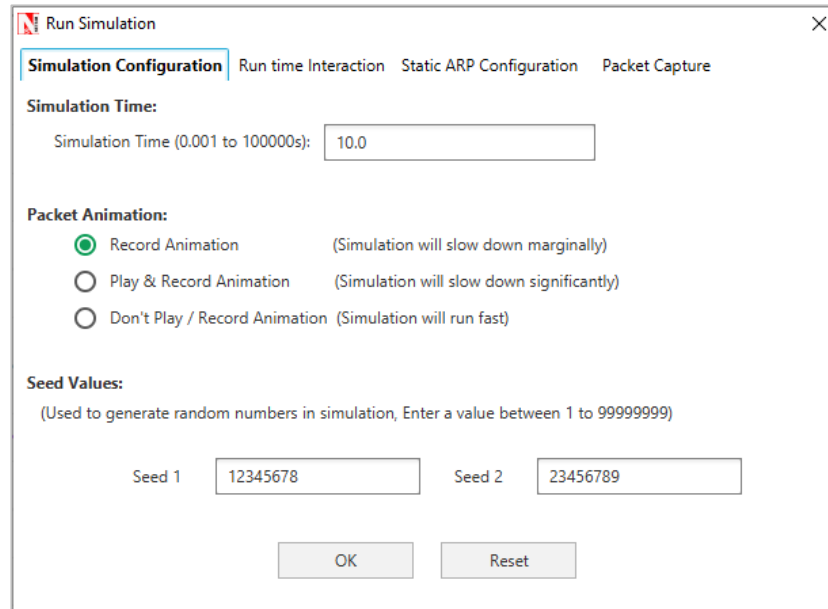 Run Simulation
Simulation Configuration Run time Interaction Static ARP Configuration Packet Capture
Simulation Time:
Simulation Time (0.001 to 100000s): 10.0
Packet Animation:
Record Animation (Simulation will slow down marginally)
Play & Record Animation (Simulation will slow down significantly)
Don't Play / Record Animation (Simulation will run fast)
Seed Values:
(Used to generate random numbers in simulation, Enter a value between 1 to 99999999)
Seed 1 12345678 Seed 2 23456789
OK Reset